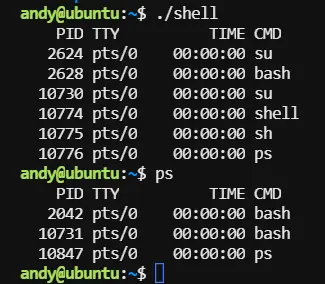 andy@ubuntu:~$ ./shell
PID TTY TIME CMD
2624 pts/0 00:00:00 su
2628 pts/0 00:00:00 bash
10730 pts/0 00:00:00 su
10774 pts/0 00:00:00 shell
10775 pts/0 00:00:00 sh
10776 pts/0 00:00:00 ps
andy@ubuntu:~$ ps
PID TTY TIME CMD
2042 pts/0 00:00:00 bash
10731 pts/0 00:00:00 bash
10847 pts/0 00:00:00 ps
andy@ubuntu:~$